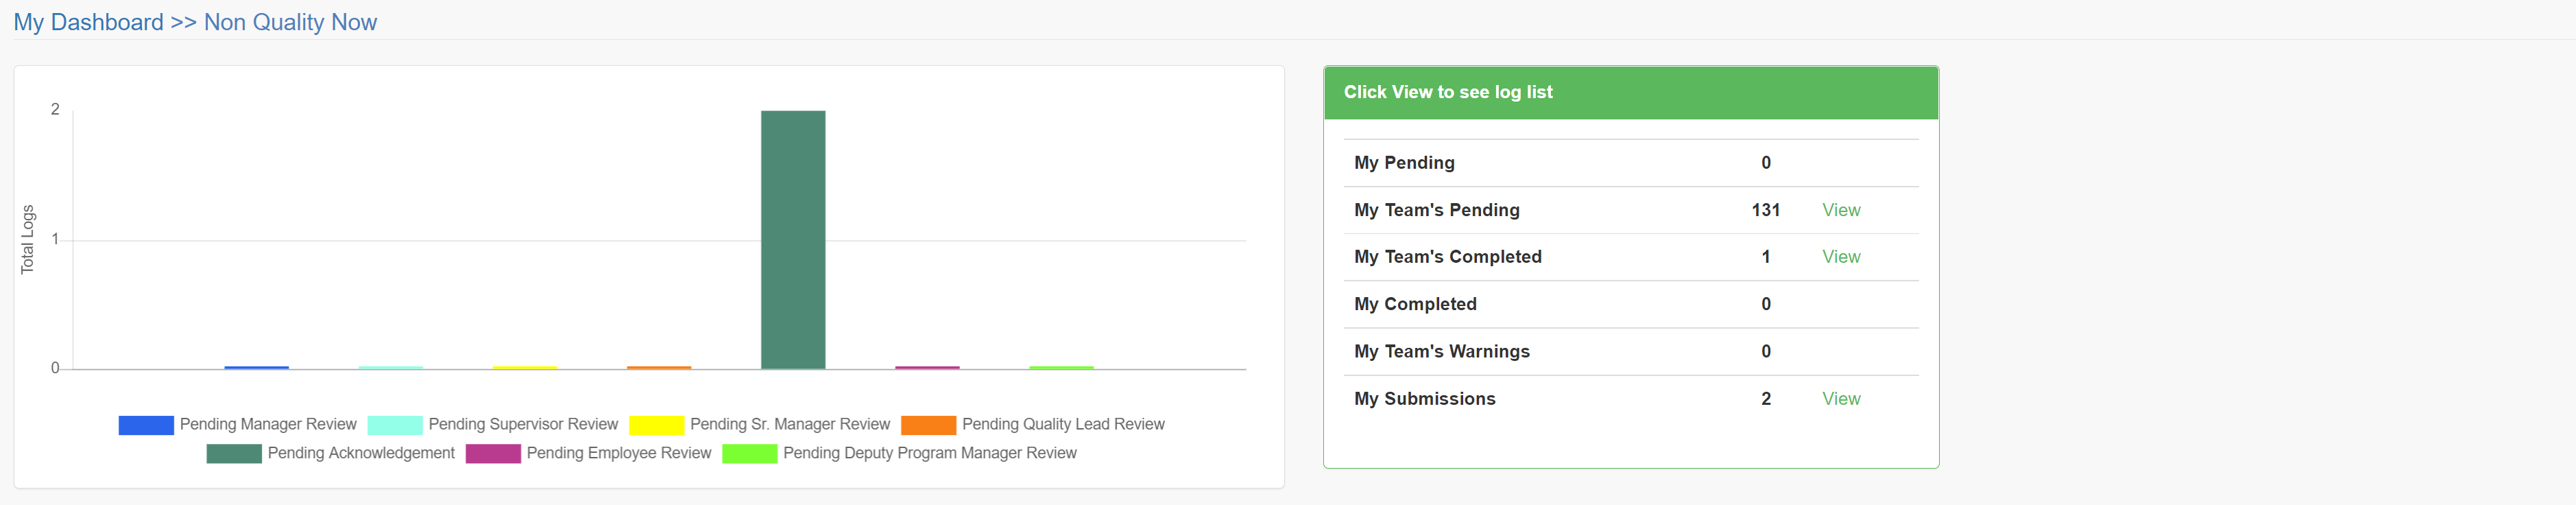 My Dashboard >> Non Quality Now
2
1
0
Total Logs
Pending Manager Review Pending Supervisor Review Pending Sr. Manager Review Pending Quality Lead Review
Pending Acknowledgement Pending Employee Review Pending Deputy Program Manager Review
Click View to see log list
My Pending 0
My Team's Pending 131 View
My Team's Completed 1 View
My Completed 0
My Team's Warnings 0
My Submissions 2 View